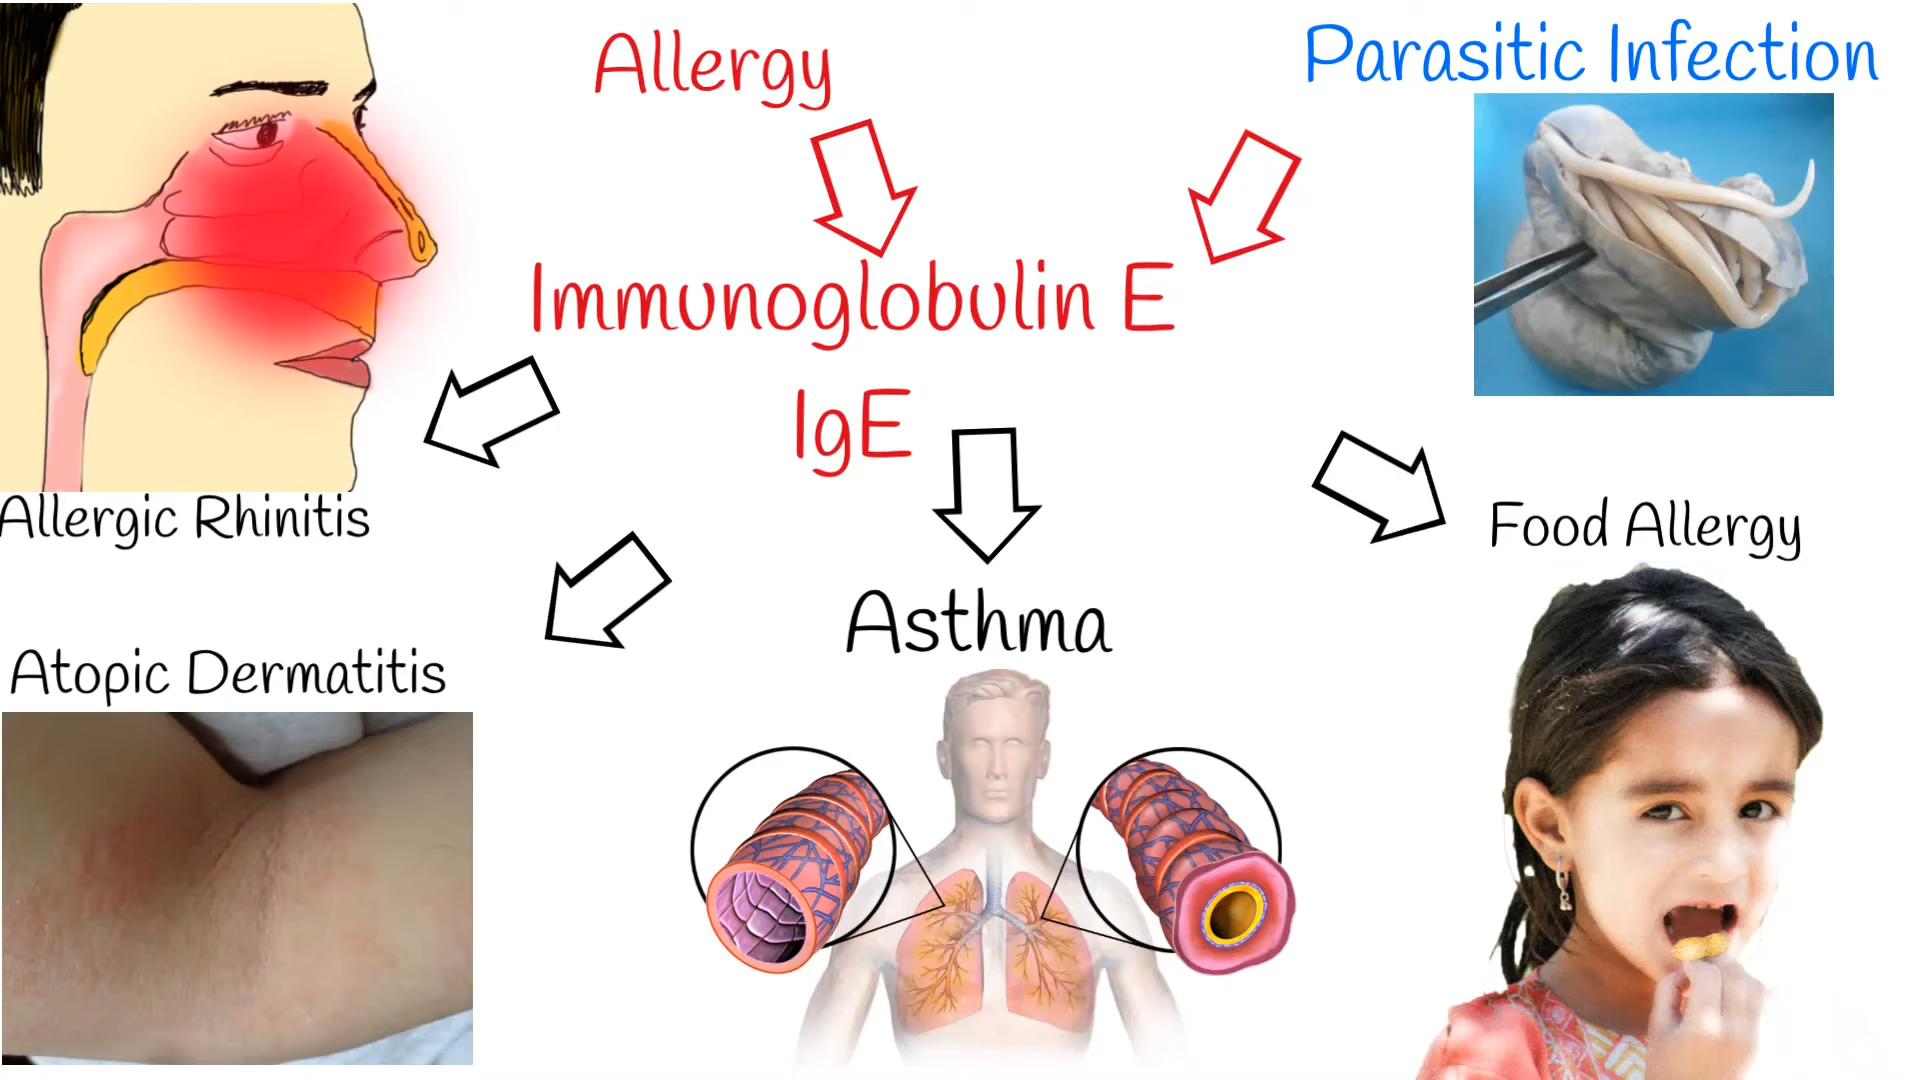 Allergy
Parasitic Infection
Immunoglobulin E
IgE
Allergic Rhinitis
Food Allergy
Asthma
Atopic Dermatitis